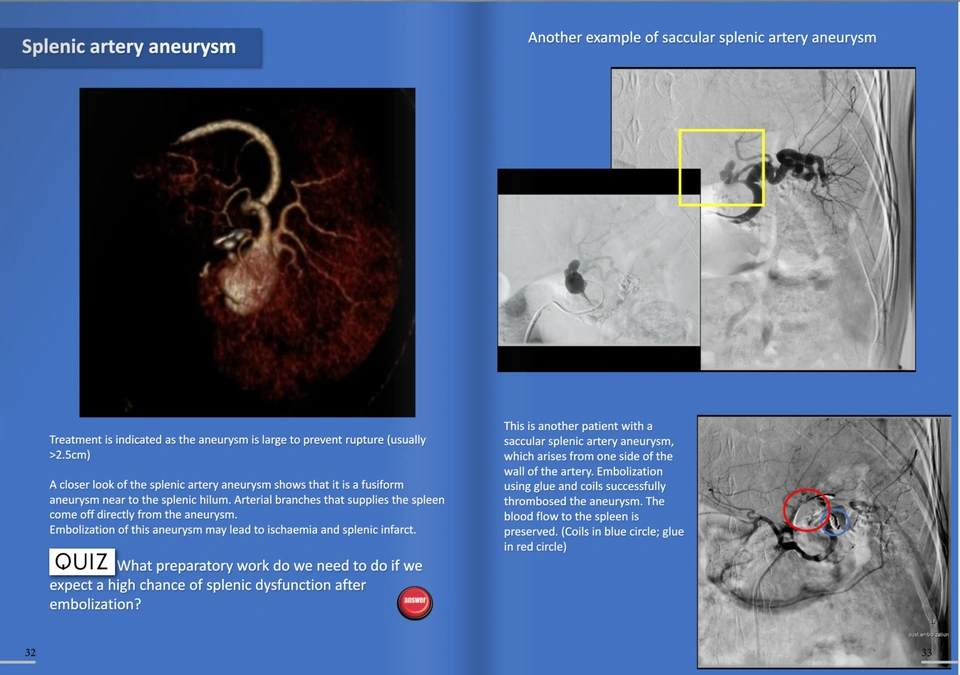 Splenic artery aneurysm
Treatment is indicated as the aneurysm is large to prevent rupture (usually
>2.5cm)
A closer look of the splenic artery aneurysm shows that it is a fusiform
aneurysm near to the splenic hilum. Arterial branches that supplies the spleen
come off directly from the aneurysm.
Embolization of this aneurysm may lead to ischaemia and splenic infarct.
QUIZ What preparatory work do we need to do if we
expect a high chance of splenic dysfunction after
embolization?
answer
32
Another example of saccular splenic artery aneurysm
This is another patient with a
saccular splenic artery aneurysm,
which arises from one side of the
wall of the artery. Embolization
using glue and coils successfully
thrombosed the aneurysm. The
blood flow to the spleen is
preserved. (Coils in blue circle; glue
in red circle)
post embolization
33